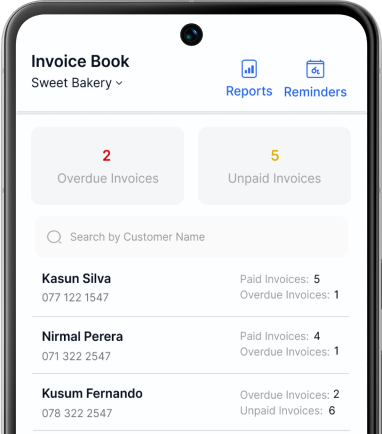 Invoice Book
Sweet Bakery
Reports
Reminders
2
Overdue Invoices
5
Unpaid Invoices
Search by Customer Name
Kasun Silva
Paid Invoices: 5
077 122 1547
Overdue Invoices: 1
Nirmal Perera
Paid Invoices: 4
071 322 2547
Overdue Invoices: 1
Kusum Fernando
Overdue Invoices: 2
078 322 2547
Unpaid Invoices: 6